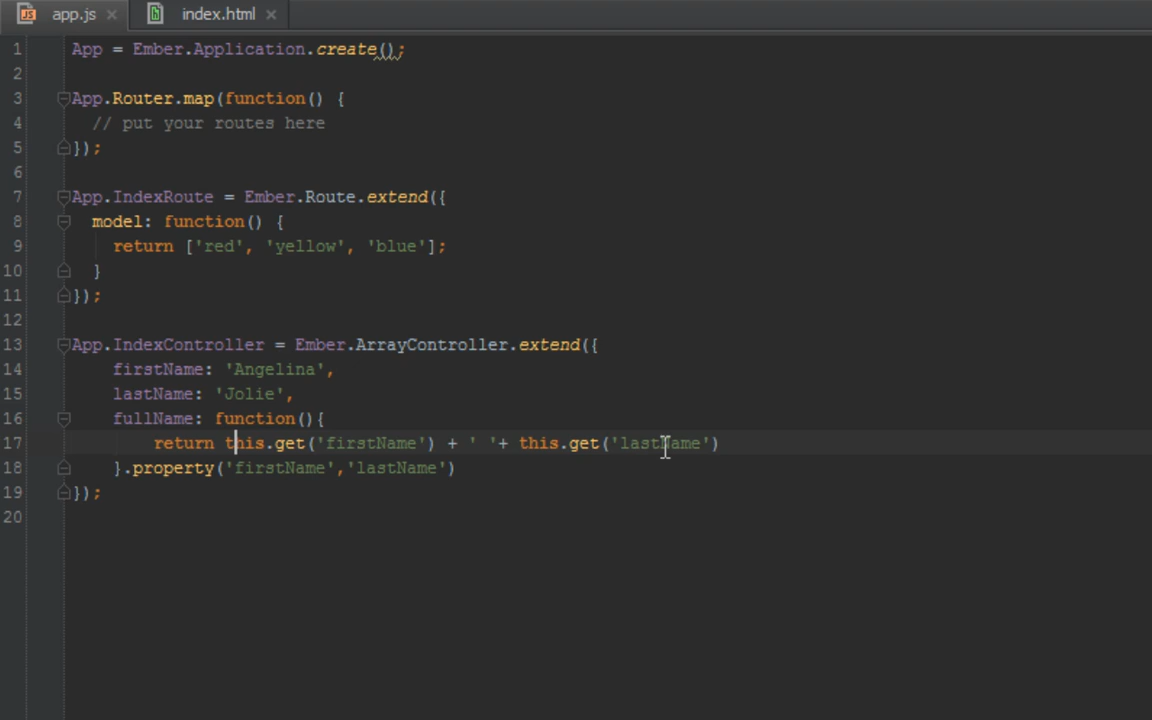 app.js index.html
1 App = Ember.Application.create();
2
3 App.Router.map(function() {
4 // put your routes here
5 });
6
7 App.IndexRoute = Ember.Route.extend({
8 model: function() {
9 return ['red', 'yellow', 'blue'];
10 }
11 });
12
13 App.IndexController = Ember.ArrayController.extend({
14 firstName: 'Angelina',
15 lastName: 'Jolie',
16 fullName: function(){
17 return this.get('firstName') + ' '+ this.get('lastName')
18 }.property('firstName','lastName')
19 });
20